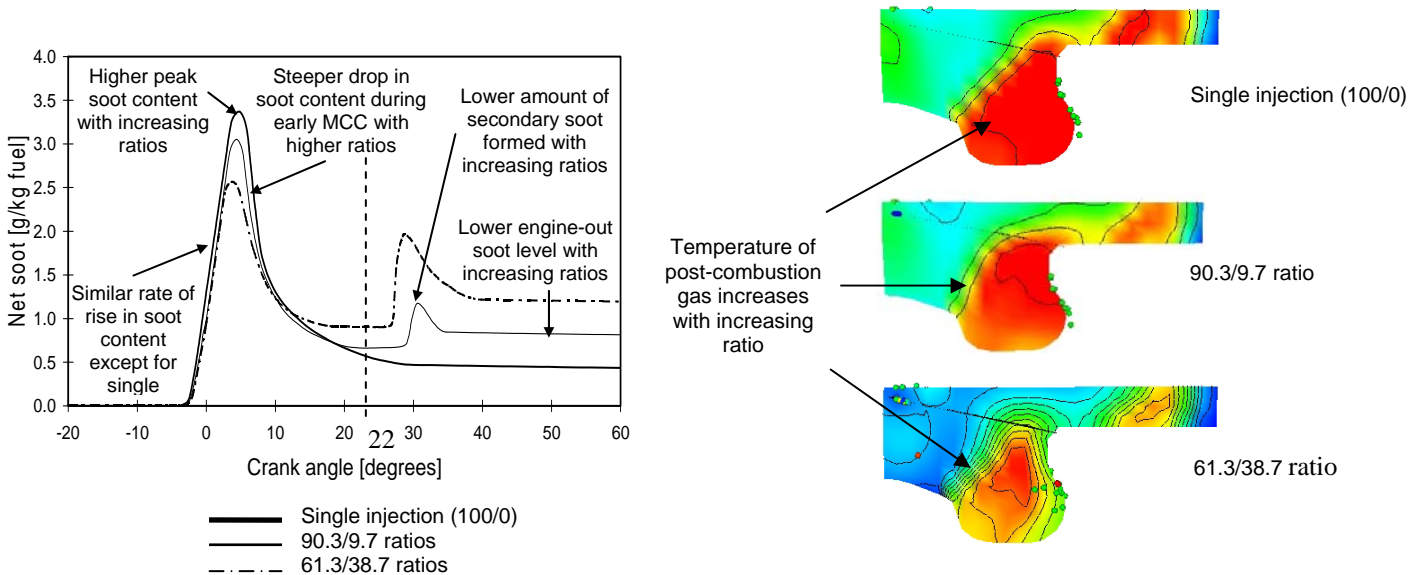 4.0
3.5
3.0
2.5
2.0
1.5
1.0
0.5
0.0
Net soot [g/kg fuel]
-20
-10
0
10
20
30
40
50
60
22
Crank angle [degrees]
Higher peak
soot content
with increasing
ratios
Steeper drop in
soot content during
early MCC with
higher ratios
Lower amount of
secondary soot
formed with
increasing ratios
Lower engine-out
soot level with
increasing ratios
Similar rate of
rise in soot
content
except for
single
Single injection (100/0)
90.3/9.7 ratios
61.3/38.7 ratios
Temperature of
post-combustion
gas increases
with increasing
ratio
Single injection (100/0)
90.3/9.7 ratio
61.3/38.7 ratio